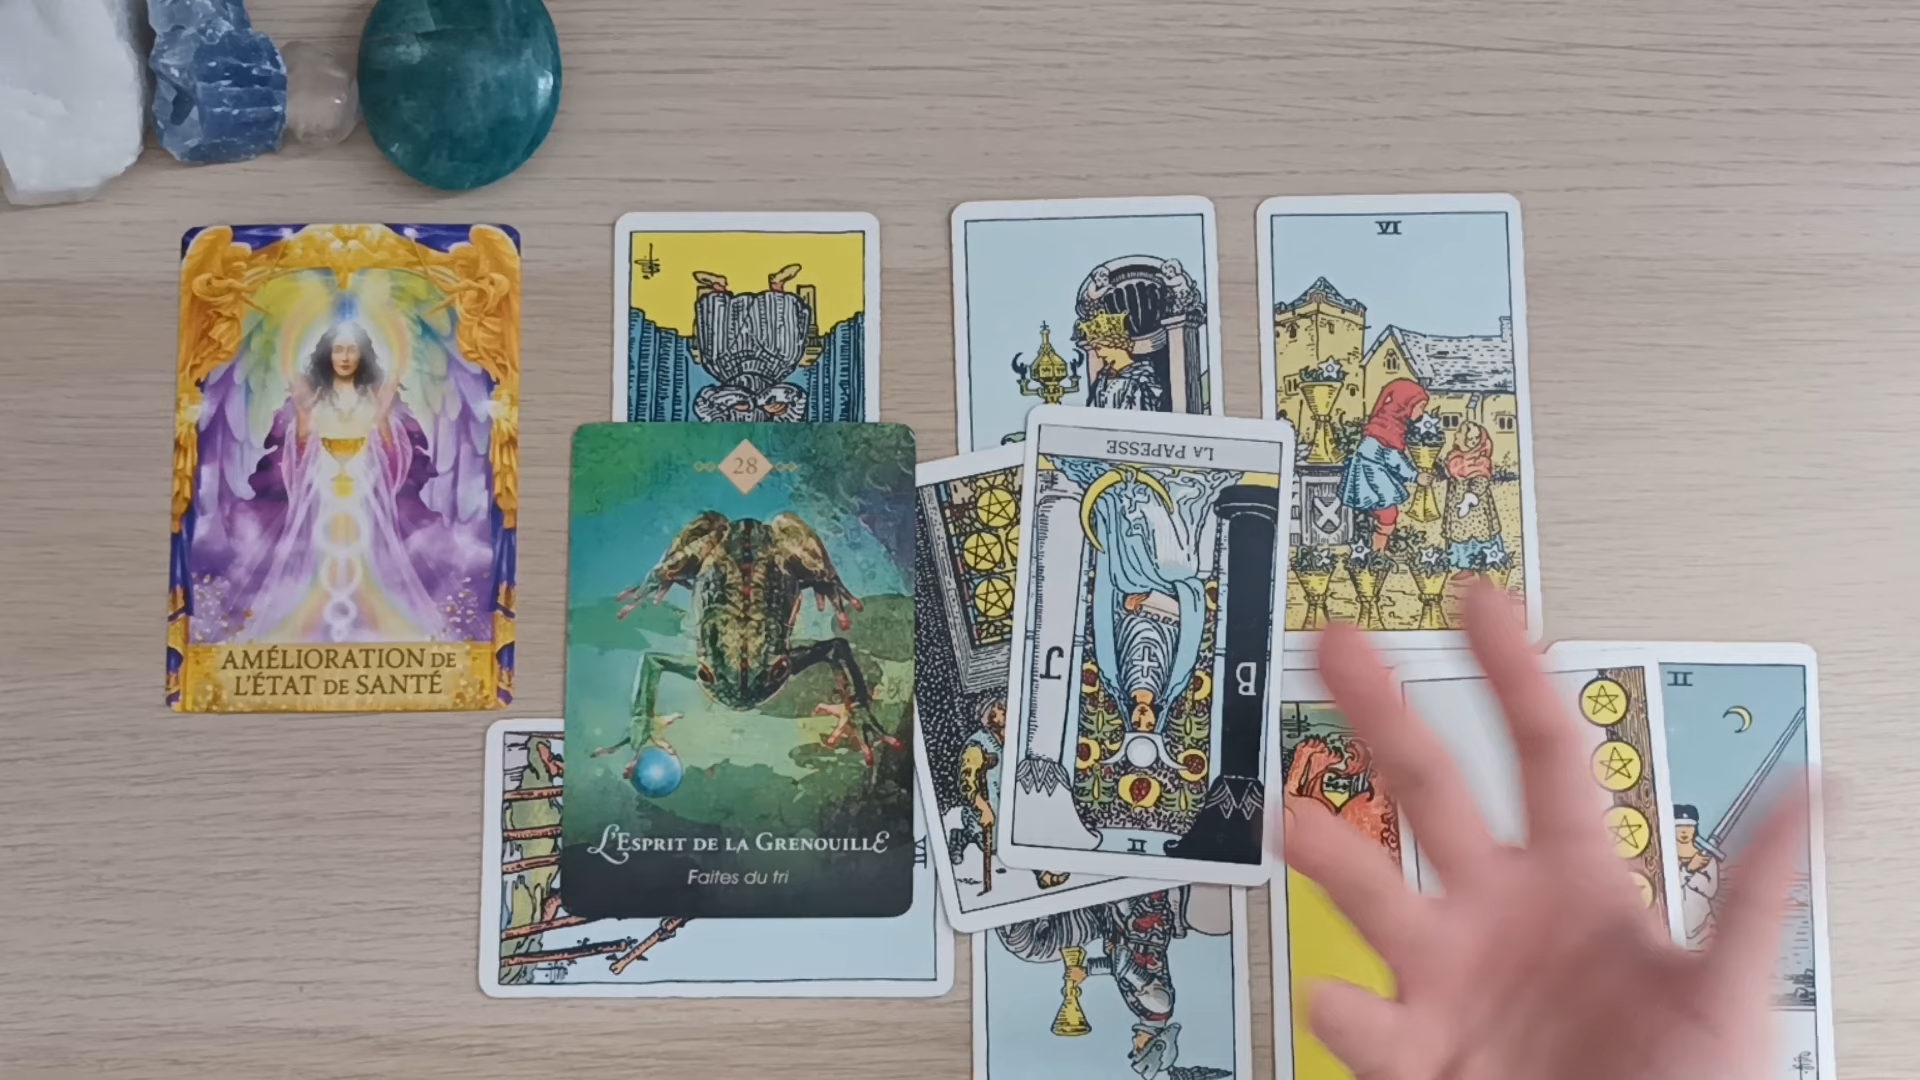 AMÉLIORATION DE
L'ÉTAT DE SANTÉ
28
L'ESPRIT DE LA GRENOUILLE
Faites du tri
LA PAPESSE
J
B
II
VI
II